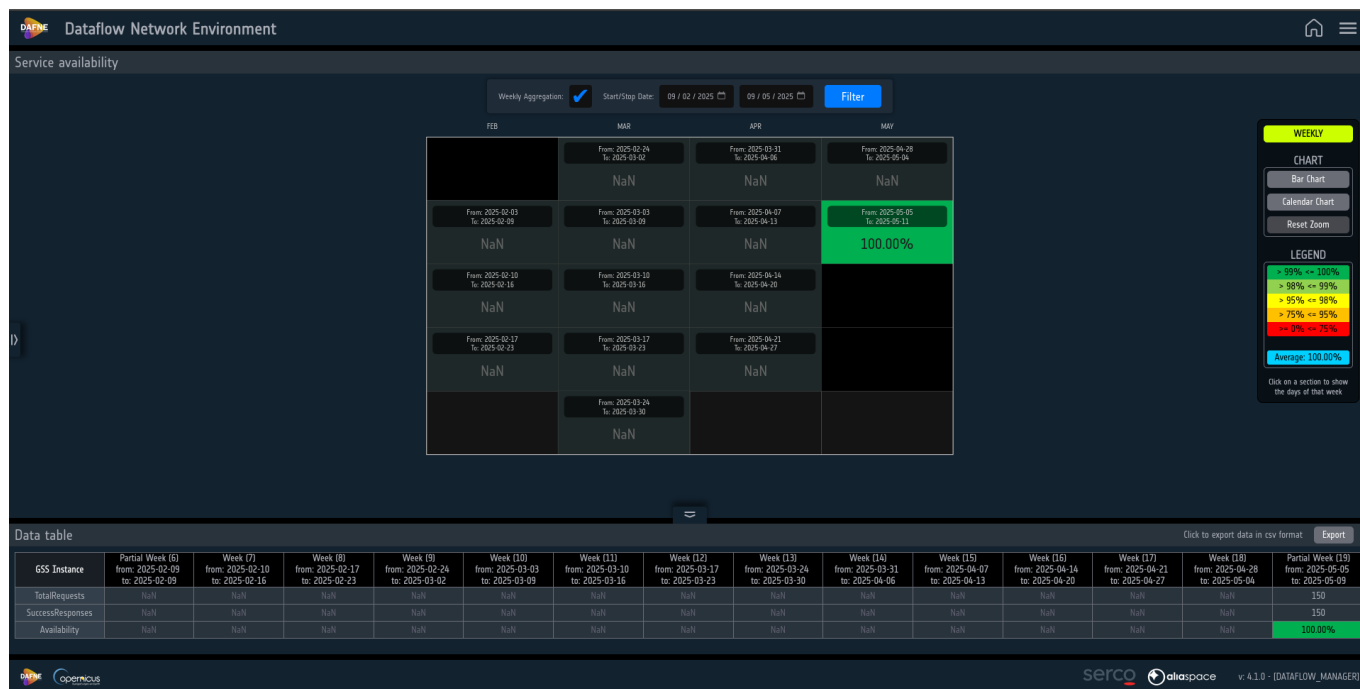 DAFNE Dataflow Network Environment
Service availability
Weekly Aggregation: Start/Stop Date: 09 / 02 / 2025 09 / 05 / 2025 Filter
FEB MAR APR MAY
From: 2025-02-24
To: 2025-03-02
NaN
From: 2025-03-31
To: 2025-04-06
NaN
From: 2025-04-28
To: 2025-05-04
NaN
From: 2025-02-03
To: 2025-02-09
NaN
From: 2025-03-03
To: 2025-03-09
NaN
From: 2025-04-07
To: 2025-04-13
NaN
From: 2025-05-05
To: 2025-05-11
100.00%
From: 2025-02-10
To: 2025-02-16
NaN
From: 2025-03-10
To: 2025-03-16
NaN
From: 2025-04-14
To: 2025-04-20
NaN
From: 2025-02-17
To: 2025-02-23
NaN
From: 2025-03-17
To: 2025-03-23
NaN
From: 2025-04-21
To: 2025-04-27
NaN
From: 2025-03-24
To: 2025-03-30
NaN
WEEKLY
CHART
Bar Chart
Calendar Chart
Reset Zoom
LEGEND
> 99% <= 100%
> 98% <= 99%
> 95% <= 98%
> 75% <= 95%
>= 0% <= 75%
Average: 100.00%
Click on a section to show
the days of that week
Data table Click to export data in csv format Export
GSS Instance
Partial Week (6)
from: 2025-02-09
to: 2025-02-09
Week (7)
from: 2025-02-10
to: 2025-02-16
Week (8)
from: 2025-02-17
to: 2025-02-23
Week (9)
from: 2025-02-24
to: 2025-03-02
Week (10)
from: 2025-03-03
to: 2025-03-09
Week (11)
from: 2025-03-10
to: 2025-03-16
Week (12)
from: 2025-03-17
to: 2025-03-23
Week (13)
from: 2025-03-24
to: 2025-03-30
Week (14)
from: 2025-03-31
to: 2025-04-06
Week (15)
from: 2025-04-07
to: 2025-04-13
Week (16)
from: 2025-04-14
to: 2025-04-20
Week (17)
from: 2025-04-21
to: 2025-04-27
Week (18)
from: 2025-04-28
to: 2025-05-04
Partial Week (19)
from: 2025-05-05
to: 2025-05-09
TotalRequests NaN NaN NaN NaN NaN NaN NaN NaN NaN NaN NaN NaN NaN 150
SuccessResponses NaN NaN NaN NaN NaN NaN NaN NaN NaN NaN NaN NaN NaN 150
Availability NaN NaN NaN NaN NaN NaN NaN NaN NaN NaN NaN NaN NaN 100.00%
DAFNE opernicus serco aliaspace v: 4.1.0 - [DATAFLOW_MANAGER]